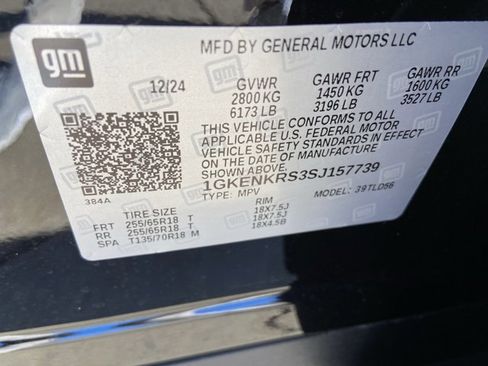 gm
MFD BY GENERAL MOTORS LLC
12/24 GVWR GAWR FRT GAWR RR
2800 KG 1450 KG 1600 KG
6173 LB 3196 LB 3527 LB
THIS VEHICLE CONFORMS TO ALL
APPLICABLE U.S. FEDERAL MOTOR
VEHICLE SAFETY STANDARDS IN EFFECT
ON THE DATE OF MANUFACTURE
SHOWN ABOVE.
1GKENKRS3SJ157739
384A TYPE: MPV MODEL: 39TLD56
TIRE SIZE RIM
FRT 255/65R18 T 18X7.5J
RR 255/65R18 T 18X7.5J
SPA T135/70R18 M 18X4.5B